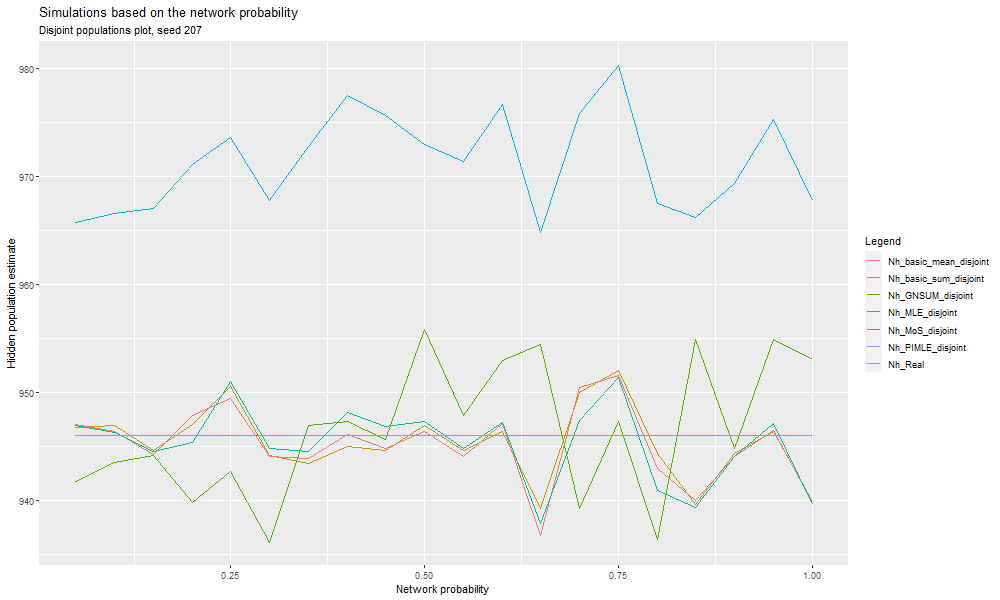 Simulations based on the network probability
Disjoint populations plot, seed 207
980
970
960
950
940
Hidden population estimate
0.25
0.50
0.75
1.00
Network probability
Legend
Nh_basic_mean_disjoint
Nh_basic_sum_disjoint
Nh_GNSUM_disjoint
Nh_MLE_disjoint
Nh_MoS_disjoint
Nh_PIMLE_disjoint
Nh_Real